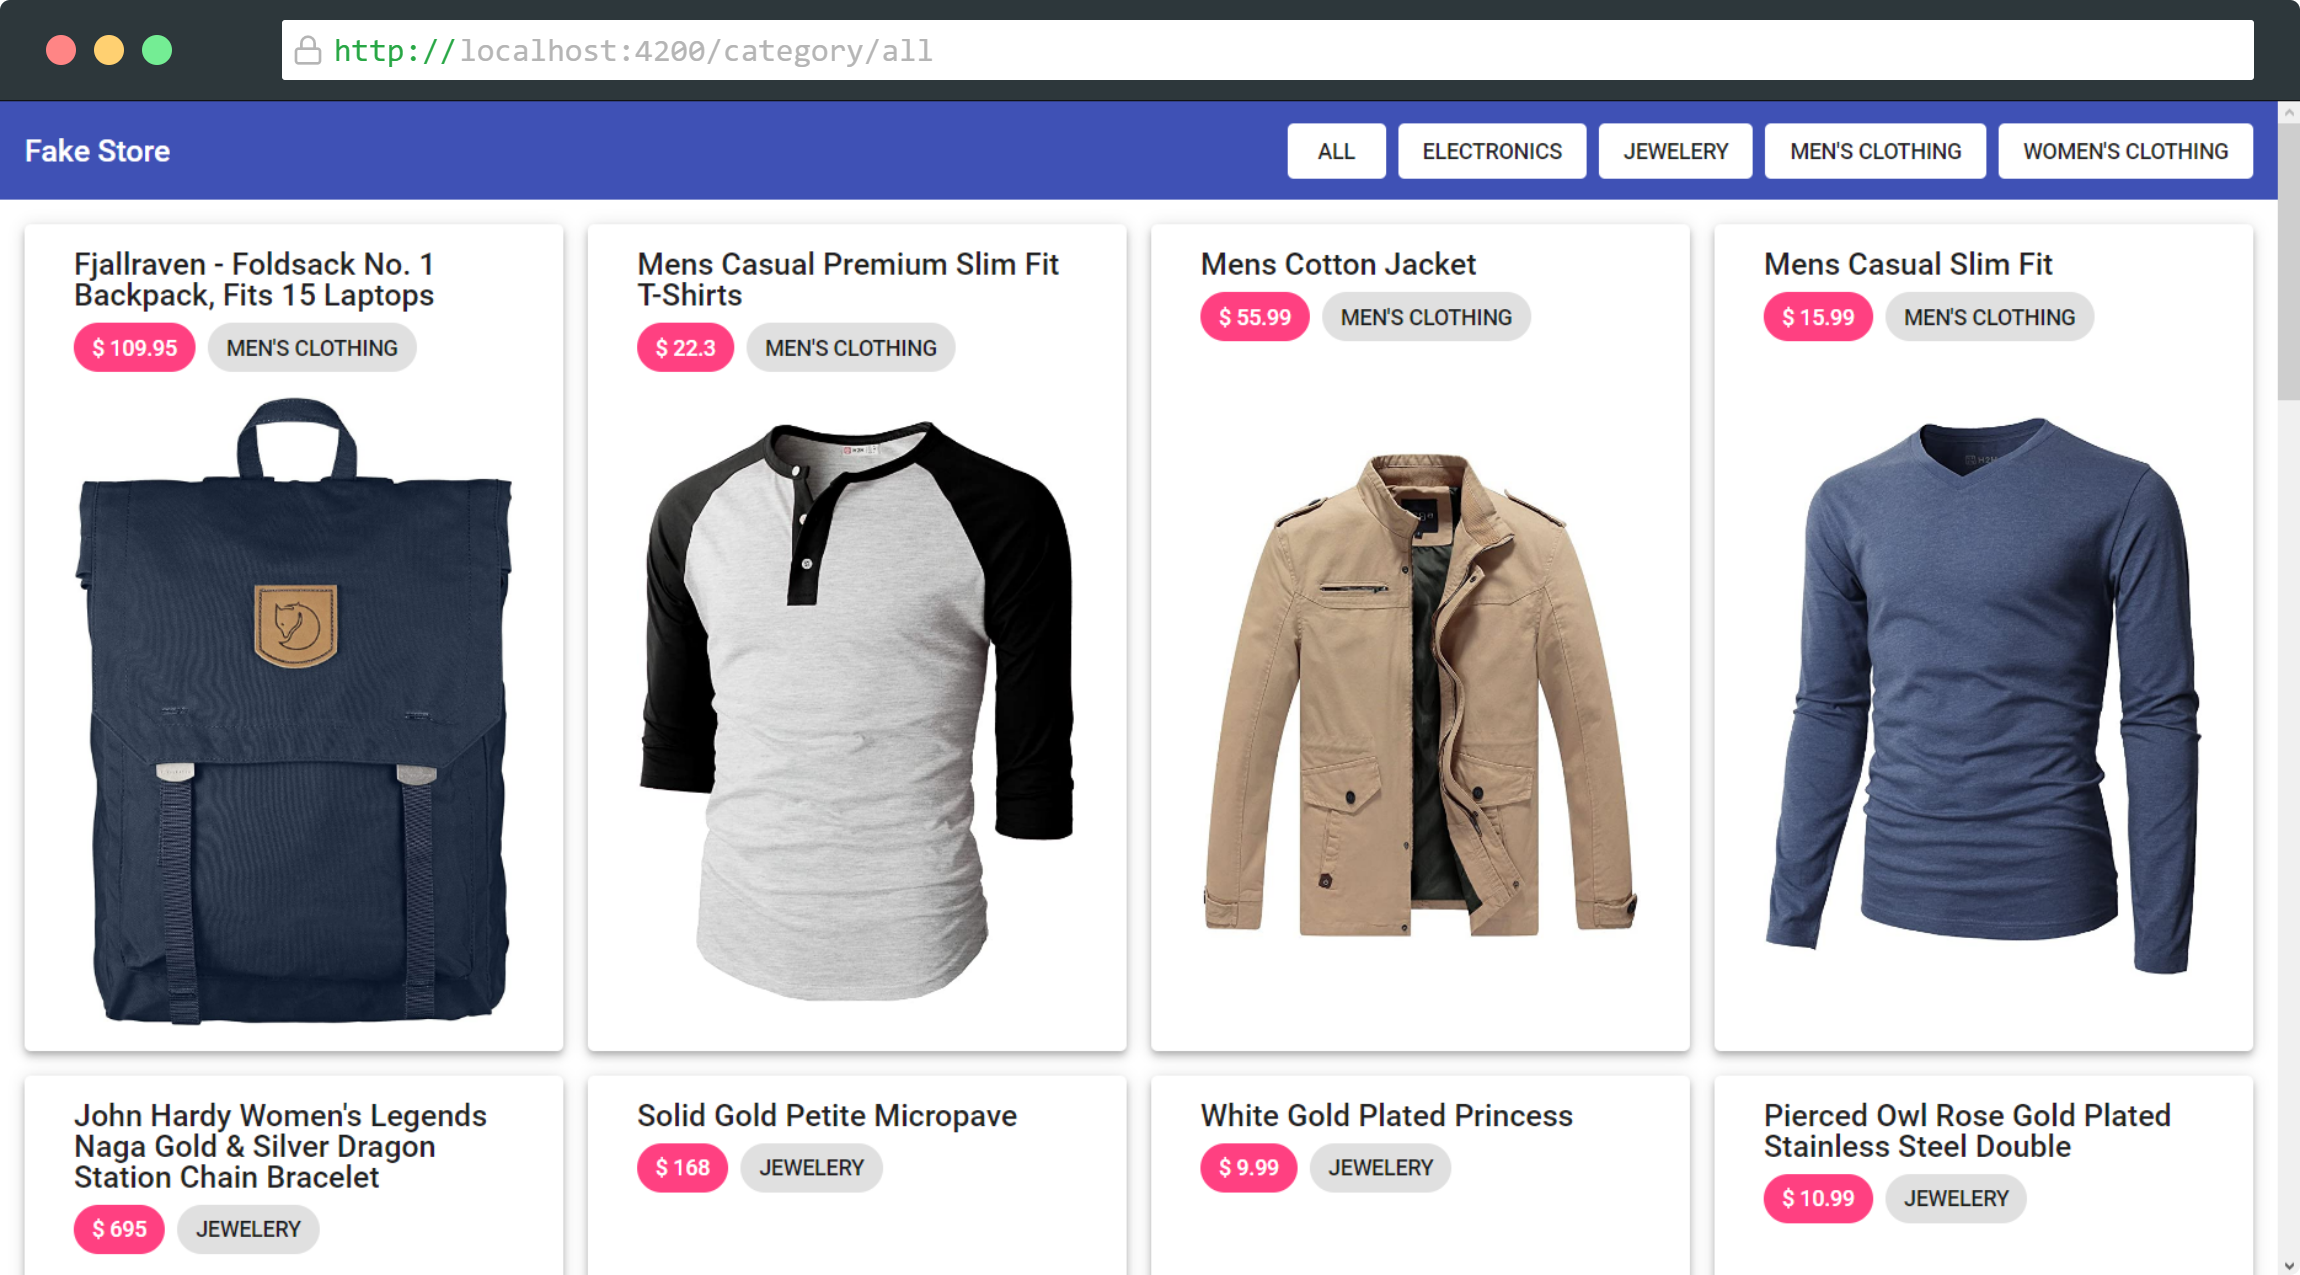 http://localhost:4200/category/all
Fake Store
ALL
ELECTRONICS
JEWELERY
MEN'S CLOTHING
WOMEN'S CLOTHING
Fjallraven - Foldsack No. 1
Backpack, Fits 15 Laptops
$ 109.95
MEN'S CLOTHING
Mens Casual Premium Slim Fit
T-Shirts
$ 22.3
MEN'S CLOTHING
Mens Cotton Jacket
$ 55.99
MEN'S CLOTHING
Mens Casual Slim Fit
$ 15.99
MEN'S CLOTHING
John Hardy Women's Legends
Naga Gold & Silver Dragon
Station Chain Bracelet
$ 695
JEWELERY
Solid Gold Petite Micropave
$ 168
JEWELERY
White Gold Plated Princess
$ 9.99
JEWELERY
Pierced Owl Rose Gold Plated
Stainless Steel Double
$ 10.99
JEWELERY